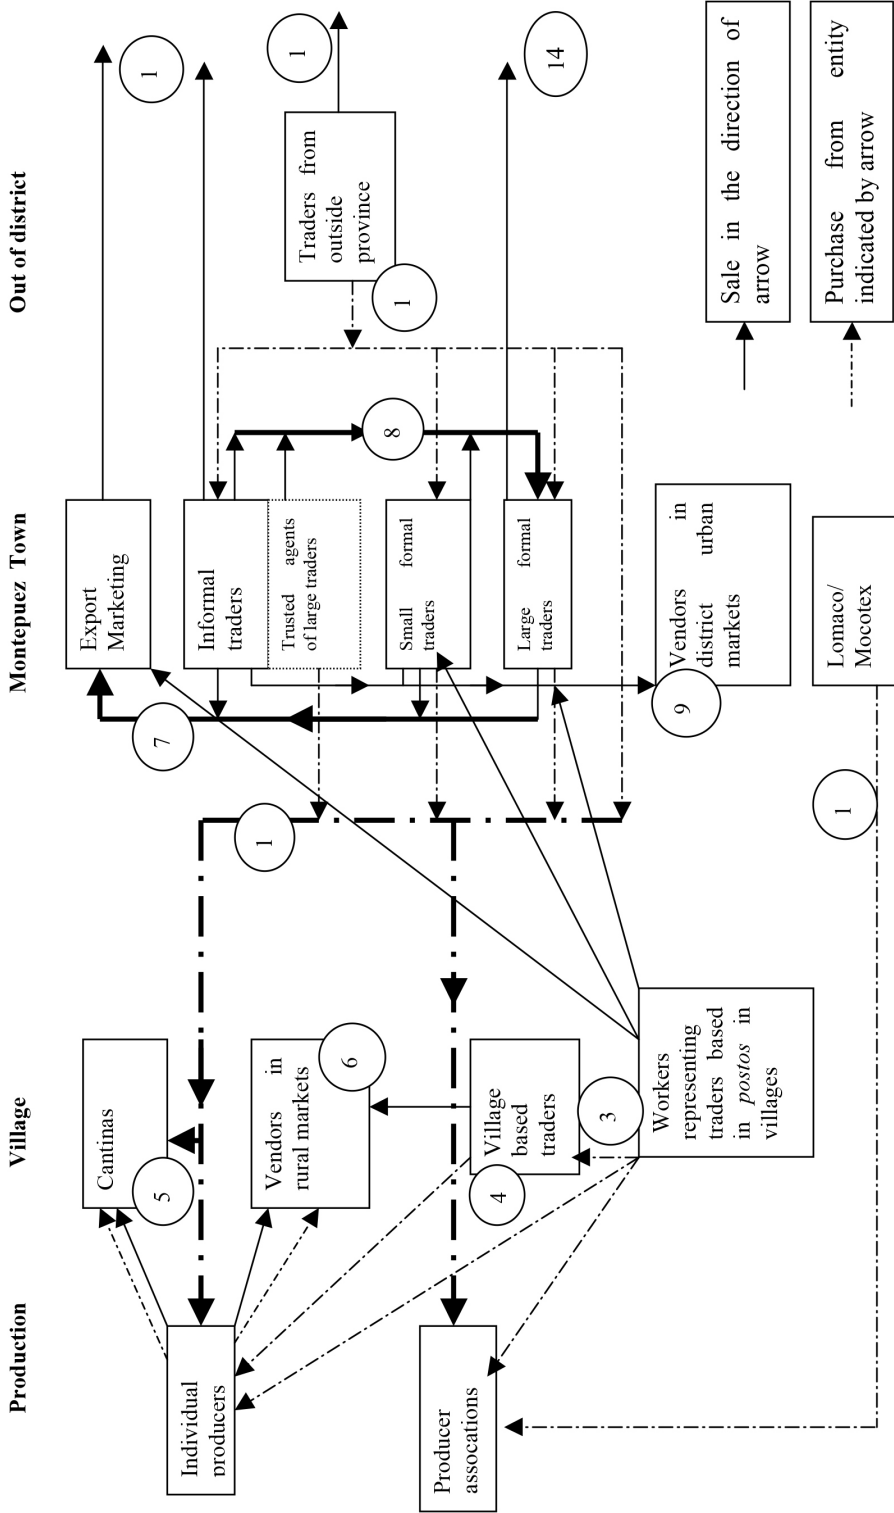 Production
Village
Montepuez Town
Out of district
Individual
producers
Producer
assocations
Cantinas
5
Vendors in
rural markets
6
Village
based
traders
4
3
Workers
representing
traders based
in postos in
villages
1
7
Export
Marketing
Informal
traders
Trusted agents
of large traders
Small formal
traders
Large formal
traders
8
Vendors in
district urban
markets
9
Lomaco/
Mocotex
1
1
Traders from
outside
province
1
1
14
Sale in the direction of
arrow
Purchase from entity
indicated by arrow